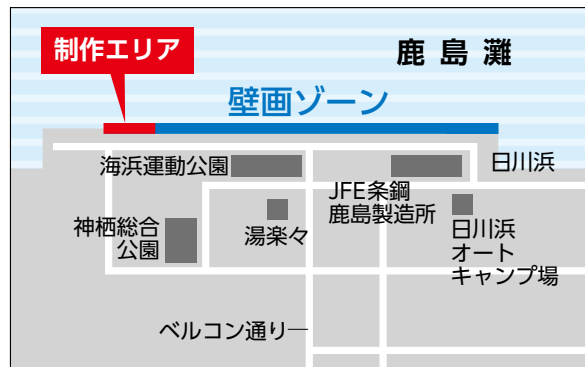 制作エリア
鹿島灘
壁画ゾーン
海浜運動公園
日川浜
JFE条鋼
鹿島製造所
神栖総合
公園
湯楽々
日川浜
オート
キャンプ場
ベルコン通り